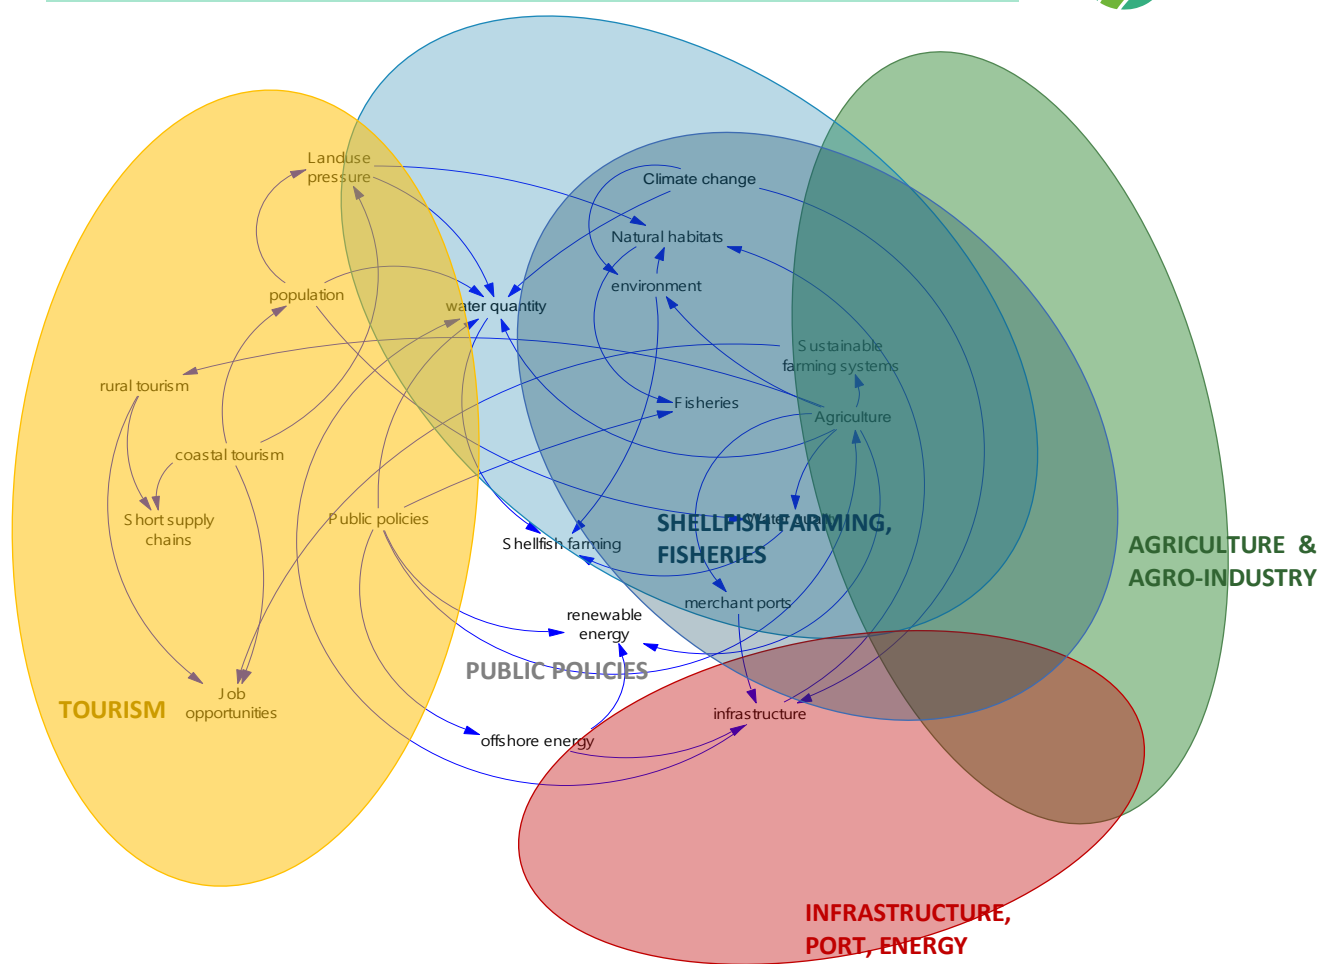 Landuse
pressure
Climate change
Natural habitats
environment
population
water quantity
Sustainable
farming systems
rural tourism
Fisheries
Agriculture
coastal tourism
Short supply
chains
Public policies
Water quality
SHELLFISH FARMING,
FISHERIES
Shellfish farming
AGRICULTURE & 
AGRO-INDUSTRY
merchant ports
renewable
energy
PUBLIC POLICIES
TOURISM
Job
opportunities
infrastructure
offshore energy
INFRASTRUCTURE,
PORT, ENERGY